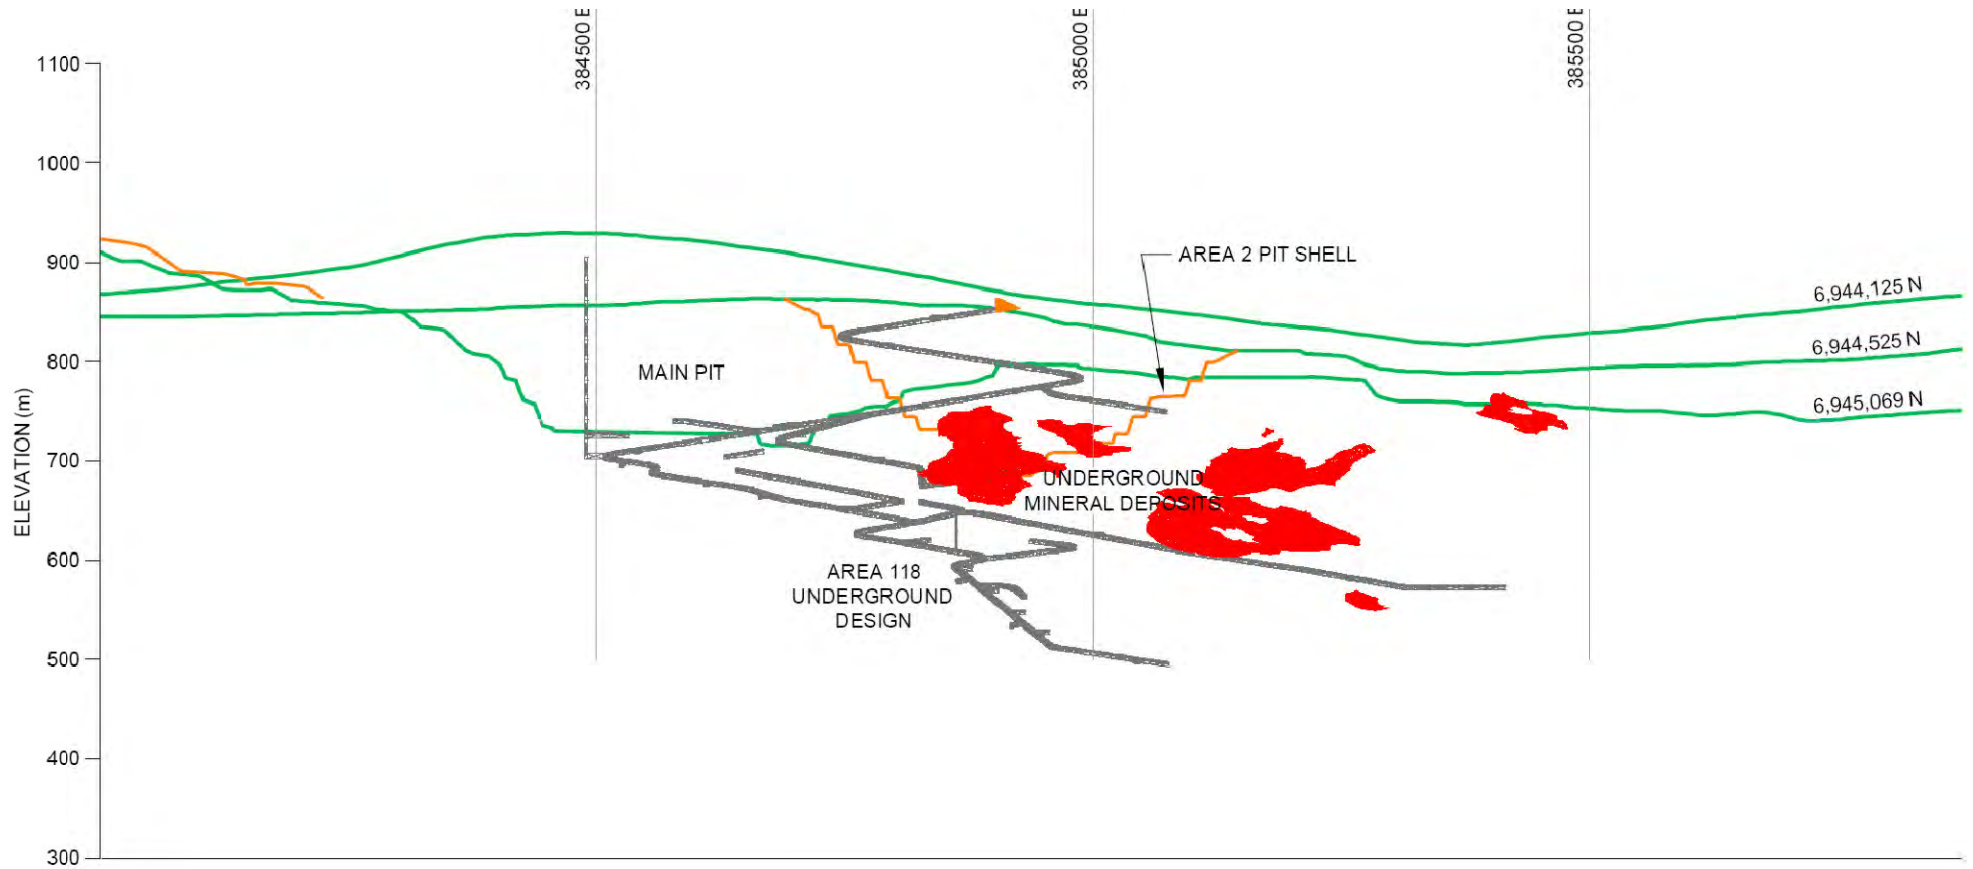 384500 E
385000 E
385500 E
1100
1000
900
800
700
600
500
400
300
ELEVATION (m)
AREA 2 PIT SHELL
6,944,125 N
6,944,525 N
6,945,069 N
MAIN PIT
UNDERGROUND
MINERAL DEPOSITS
AREA 118
UNDERGROUND
DESIGN